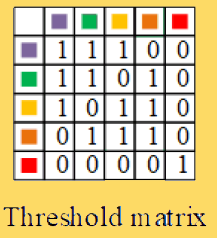 1 1 1 0 0
1 1 0 1 0
1 0 1 1 0
0 1 1 1 0
0 0 0 0 1
Threshold matrix